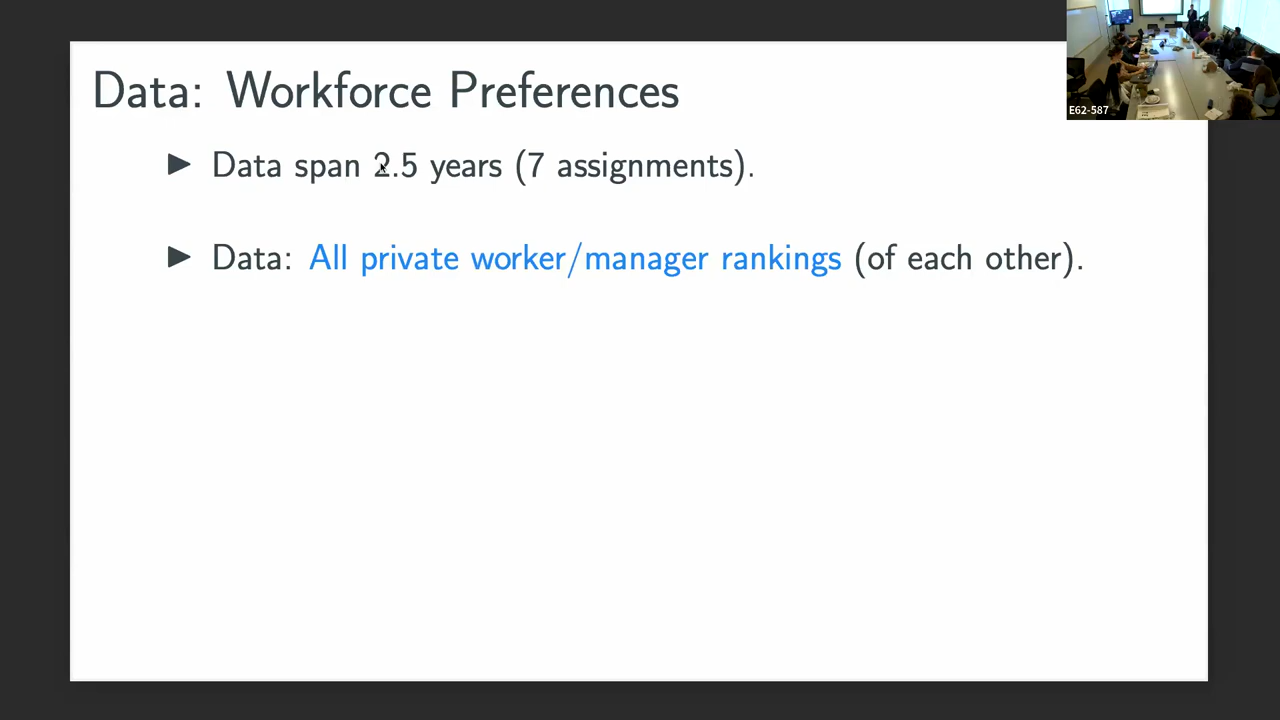 Data: Workforce Preferences
▶ Data span 2.5 years (7 assignments).
▶ Data: All private worker/manager rankings (of each other).
E62-587